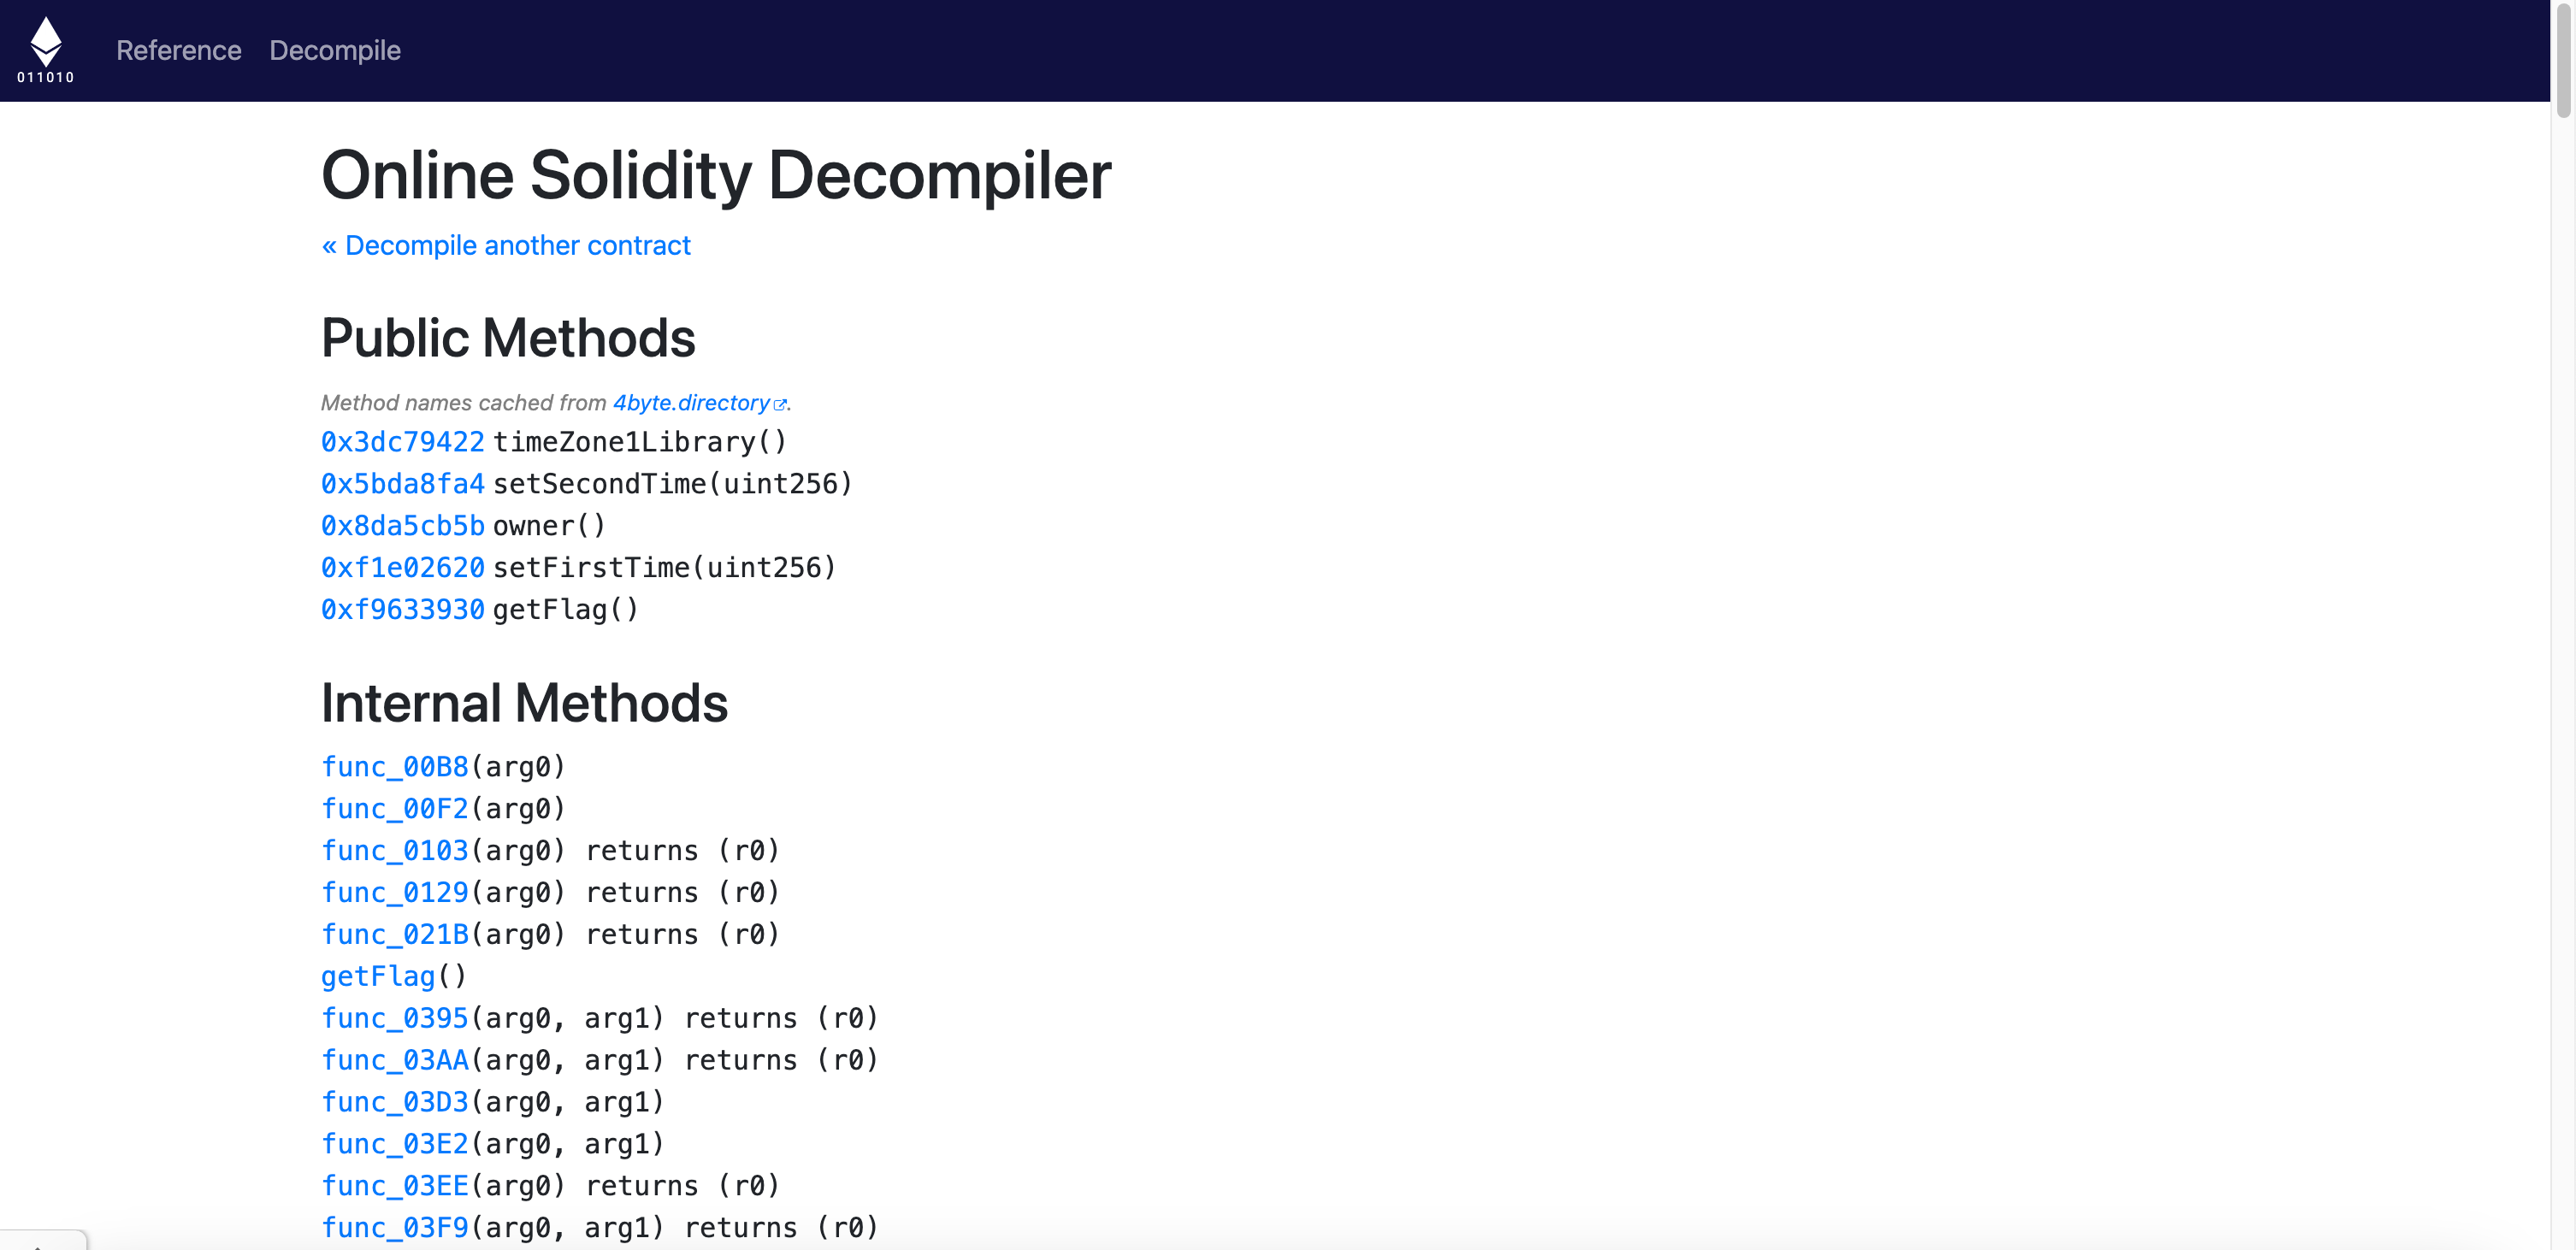 Reference Decompile
011010
Online Solidity Decompiler
« Decompile another contract
Public Methods
Method names cached from 4byte.directory.
0x3dc79422 timeZone1Library()
0x5bda8fa4 setSecondTime(uint256)
0x8da5cb5b owner()
0xf1e02620 setFirstTime(uint256)
0xf9633930 getFlag()
Internal Methods
func_00B8(arg0)
func_00F2(arg0)
func_0103(arg0) returns (r0)
func_0129(arg0) returns (r0)
func_021B(arg0) returns (r0)
getFlag()
func_0395(arg0, arg1) returns (r0)
func_03AA(arg0, arg1) returns (r0)
func_03D3(arg0, arg1)
func_03E2(arg0, arg1)
func_03EE(arg0) returns (r0)
func_03F9(arg0, arg1) returns (r0)